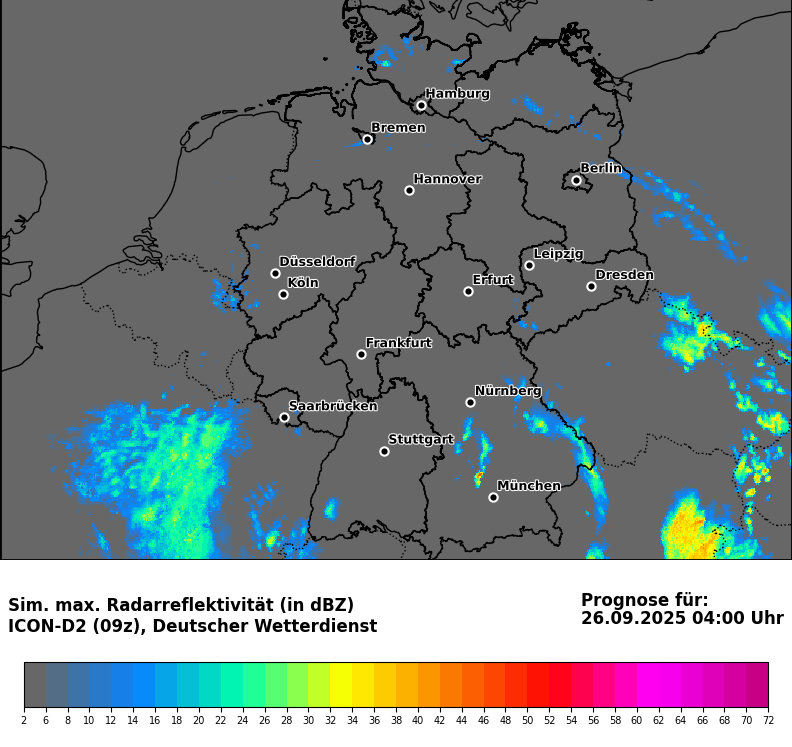 Hamburg
Bremen
Berlin
Hannover
Leipzig
Düsseldorf
Dresden
Köln
Erfurt
Frankfurt
Nürnberg
Saarbrücken
Stuttgart
München
Sim. max. Radarreflektivität (in dBZ)
ICON-D2 (09z), Deutscher Wetterdienst
Prognose für:
26.09.2025 04:00 Uhr
2 6 8 10 12 14 16 18 20 22 24 26 28 30 32 34 36 38 40 42 44 46 48 50 52 54 56 58 60 62 64 66 68 70 72